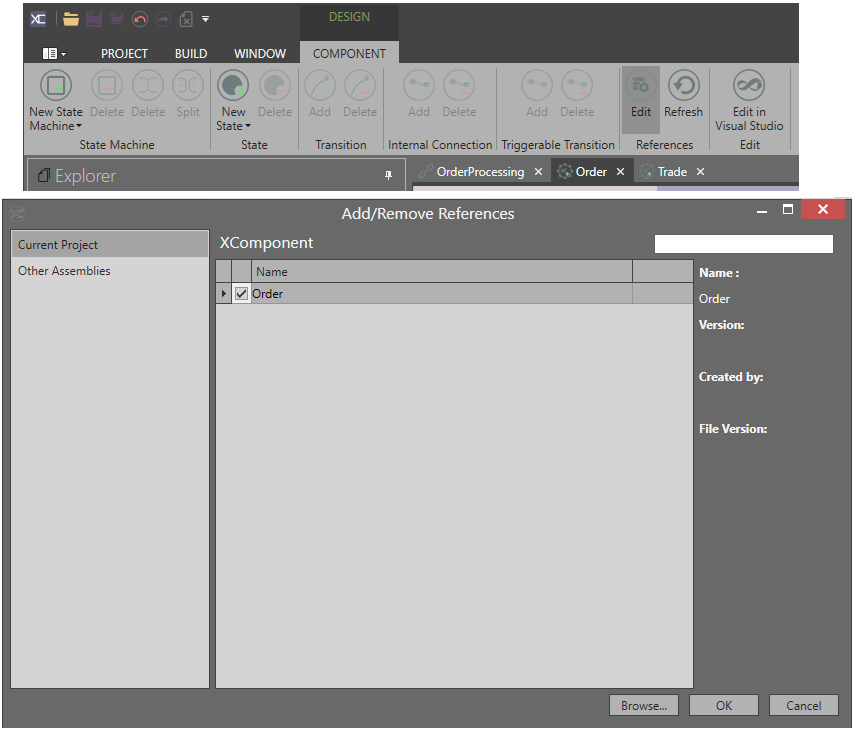 XC
DESIGN
PROJECT BUILD WINDOW COMPONENT
New State Machine Delete Delete Split New State Delete Add Delete Add Delete Add Delete Edit Refresh Edit in Visual Studio
State Machine State Transition Internal Connection Triggerable Transition References Edit
Explorer OrderProcessing Order Trade
XC Add/Remove References
Current Project
Other Assemblies
XComponent
Name
Order
Name :
Order
Version:
Created by:
File Version:
Browse... OK Cancel